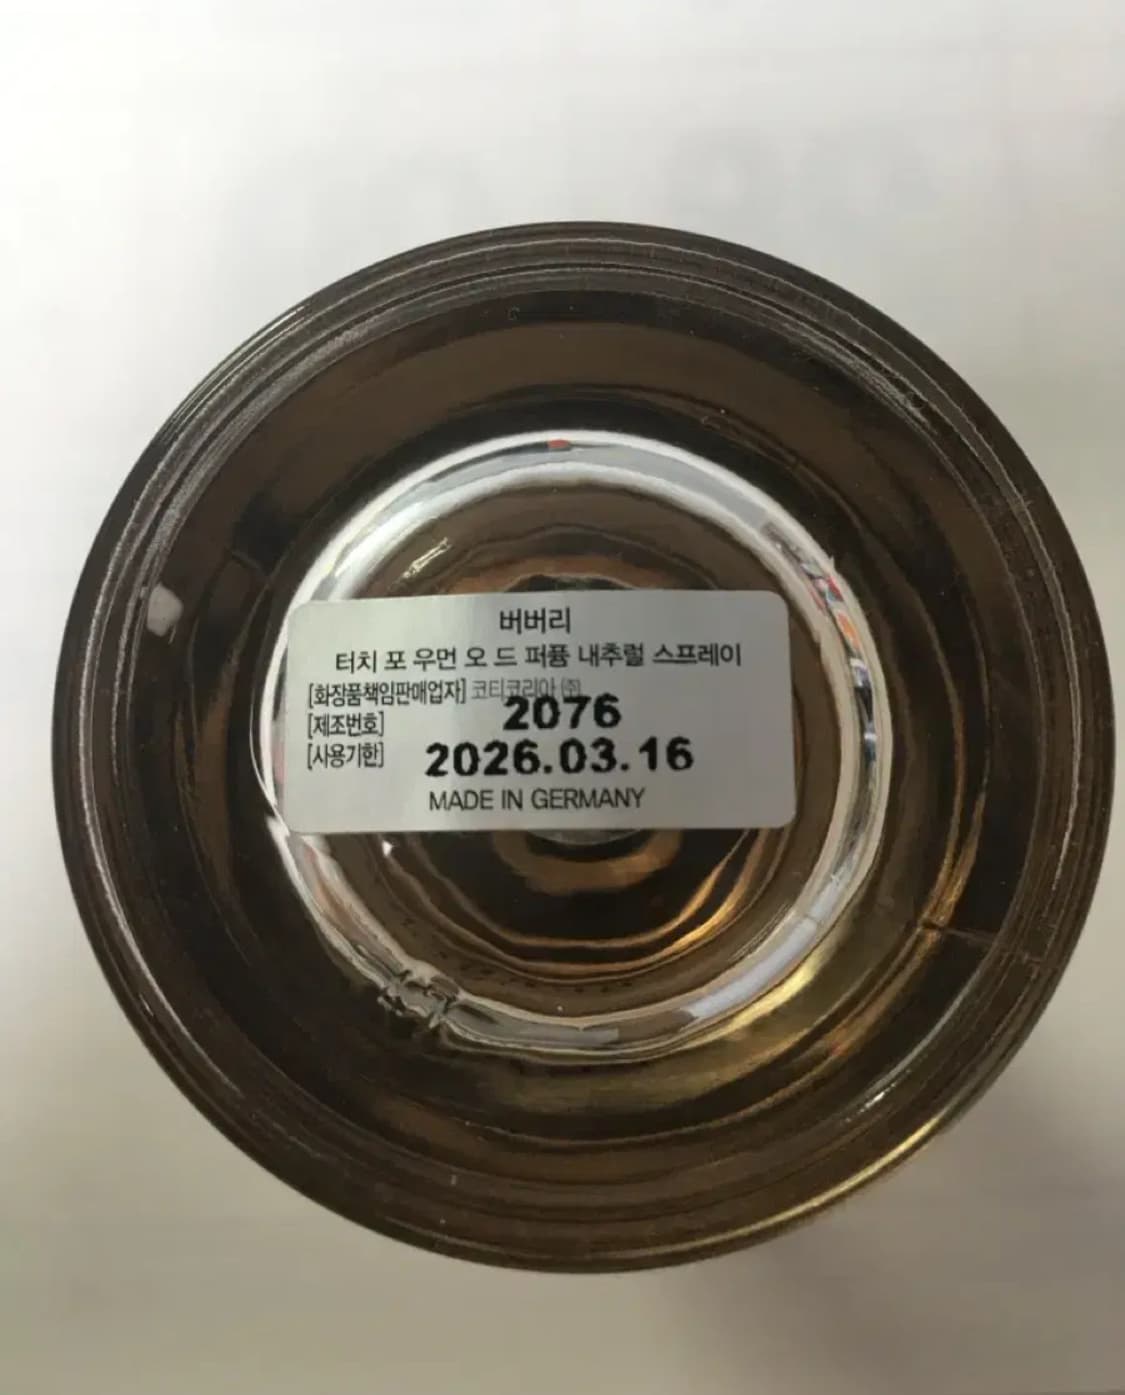 버버리
터치 포 우먼 오 드 퍼퓸 내추럴 스프레이
[화장품책임판매업자] 코티코리아 ㈜
[제조번호] 2076
[사용기한] 2026.03.16
MADE IN GERMANY